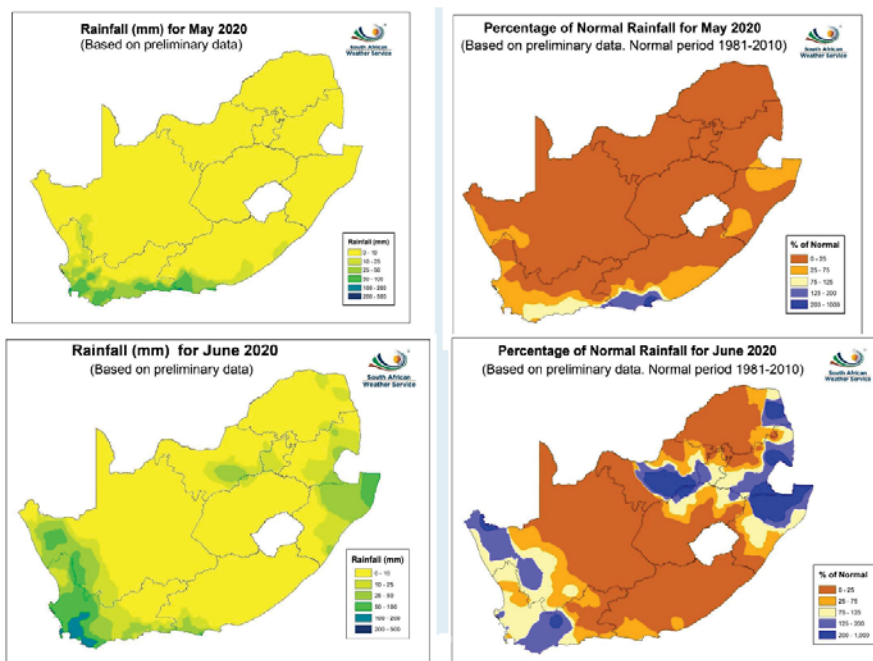 Rainfall (mm) for May 2020
(Based on preliminary data)
South African
Weather Service
Rainfall (mm)
0 - 10
10 - 25
25 - 50
50 - 100
100 - 200
200 - 500
Percentage of Normal Rainfall for May 2020
(Based on preliminary data. Normal period 1981-2010)
South African
Weather Service
% of Normal
0 - 25
25 - 75
75 - 125
125 - 200
200 - 1000
Rainfall (mm) for June 2020
(Based on preliminary data)
South African
Weather Service
Rainfall (mm)
0 - 10
10 - 25
25 - 50
50 - 100
100 - 200
200 - 500
Percentage of Normal Rainfall for June 2020
(Based on preliminary data. Normal period 1981-2010)
South African
Weather Service
% of Normal
0 - 25
25 - 75
75 - 125
125 - 200
200 - 1,000